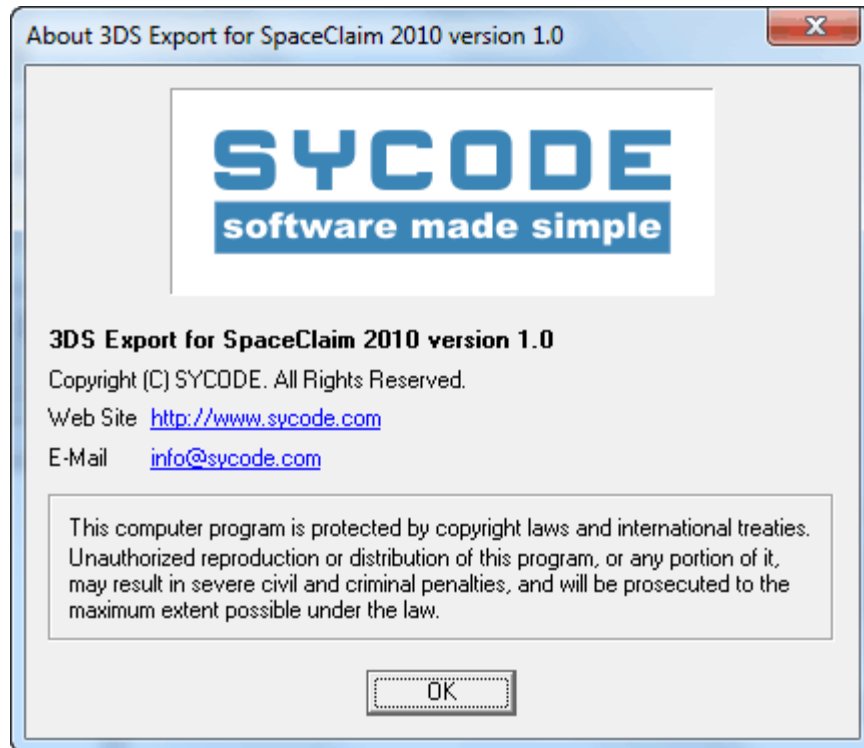 About 3DS Export for SpaceClaim 2010 version 1.0
SYCODE
software made simple
3DS Export for SpaceClaim 2010 version 1.0
Copyright (C) SYCODE. All Rights Reserved.
Web Site http://www.sycode.com
E-Mail info@sycode.com
This computer program is protected by copyright laws and international treaties.
Unauthorized reproduction or distribution of this program, or any portion of it,
may result in severe civil and criminal penalties, and will be prosecuted to the
maximum extent possible under the law.
OK